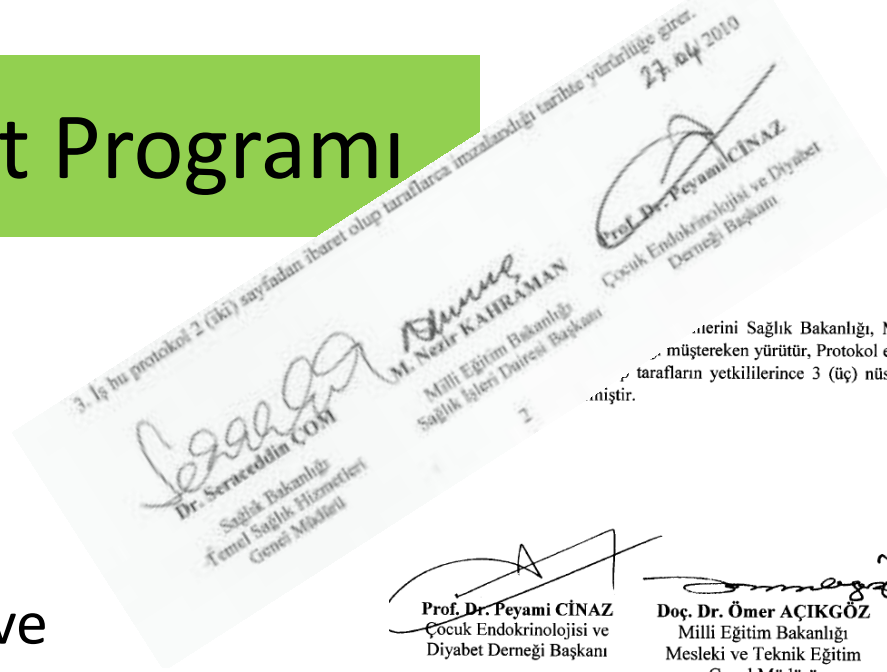 t Programı
3. İş bu protokol 2 (iki) sayfadan ibaret olup taraflarca imzalandığı tarihte yürürlüğe girer.
27.04.2010
Prof. Dr. Peyami CİNAZ
Çocuk Endokrinolojisi ve Diyabet
Derneği Başkanı
M. Nezir KAHRAMAN
Milli Eğitim Bakanlığı
Sağlık İşleri Dairesi Başkanı
Dr. Seraceddin ÇOM
Sağlık Bakanlığı
Temel Sağlık Hizmetleri
Genel Müdürü
2
Sağlık Bakanlığı,
müştereken yürütür, Protokol
tarafların yetkililerince 3 (üç)
ve
Prof. Dr. Peyami CİNAZ
Çocuk Endokrinolojisi ve
Diyabet Derneği Başkanı
Doç. Dr. Ömer AÇIKGÖZ
Milli Eğitim Bakanlığı
Mesleki ve Teknik Eğitim